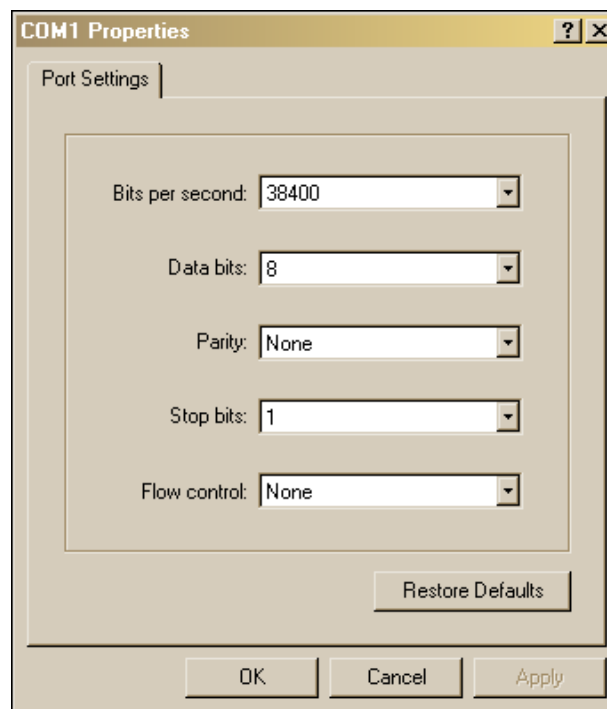 COM1 Properties
Port Settings
Bits per second: 38400
Data bits: 8
Parity: None
Stop bits: 1
Flow control: None
Restore Defaults
OK Cancel Apply